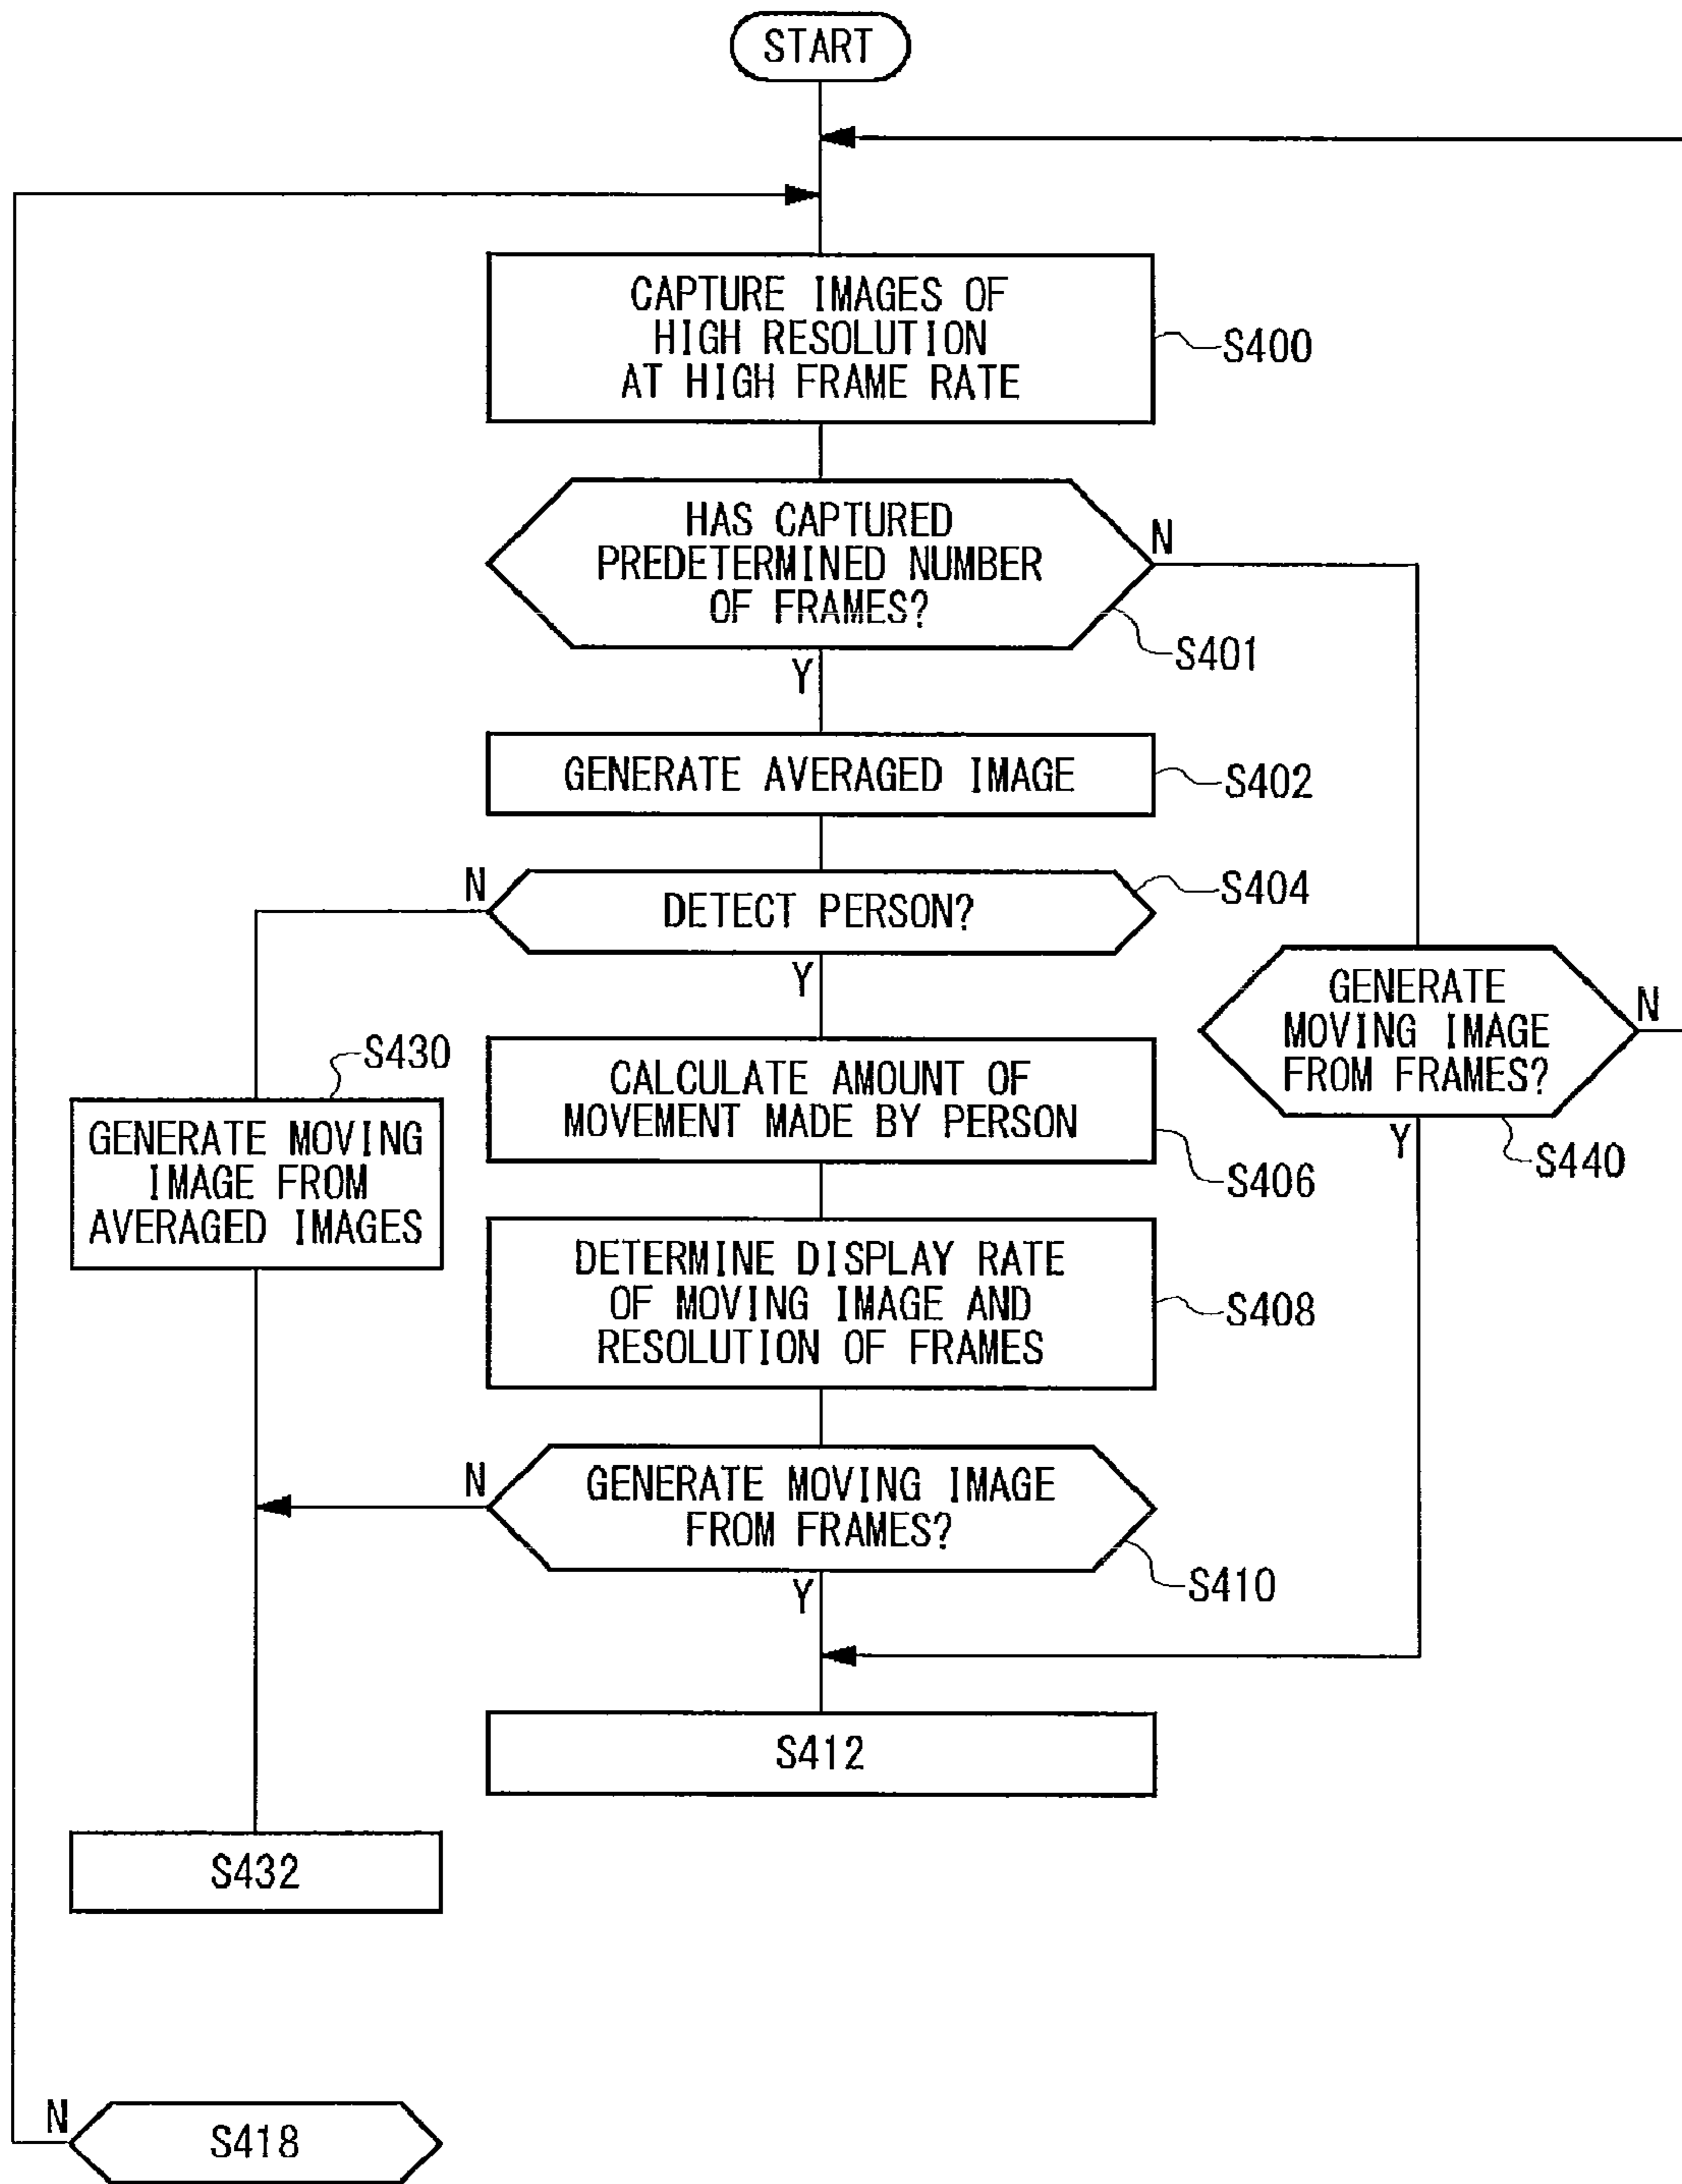 START
CAPTURE IMAGES OF
HIGH RESOLUTION
AT HIGH FRAME RATE
S400
HAS CAPTURED
PREDETERMINED NUMBER
OF FRAMES?
N
S401
Y
GENERATE AVERAGED IMAGE
S402
N
DETECT PERSON?
S404
Y
GENERATE
MOVING IMAGE
FROM FRAMES?
N
Y
S440
S430
GENERATE MOVING
IMAGE FROM
AVERAGED IMAGES
CALCULATE AMOUNT OF
MOVEMENT MADE BY PERSON
S406
DETERMINE DISPLAY RATE
OF MOVING IMAGE AND
RESOLUTION OF FRAMES
S408
N
GENERATE MOVING IMAGE
FROM FRAMES?
S410
Y
S412
S432
N
S418